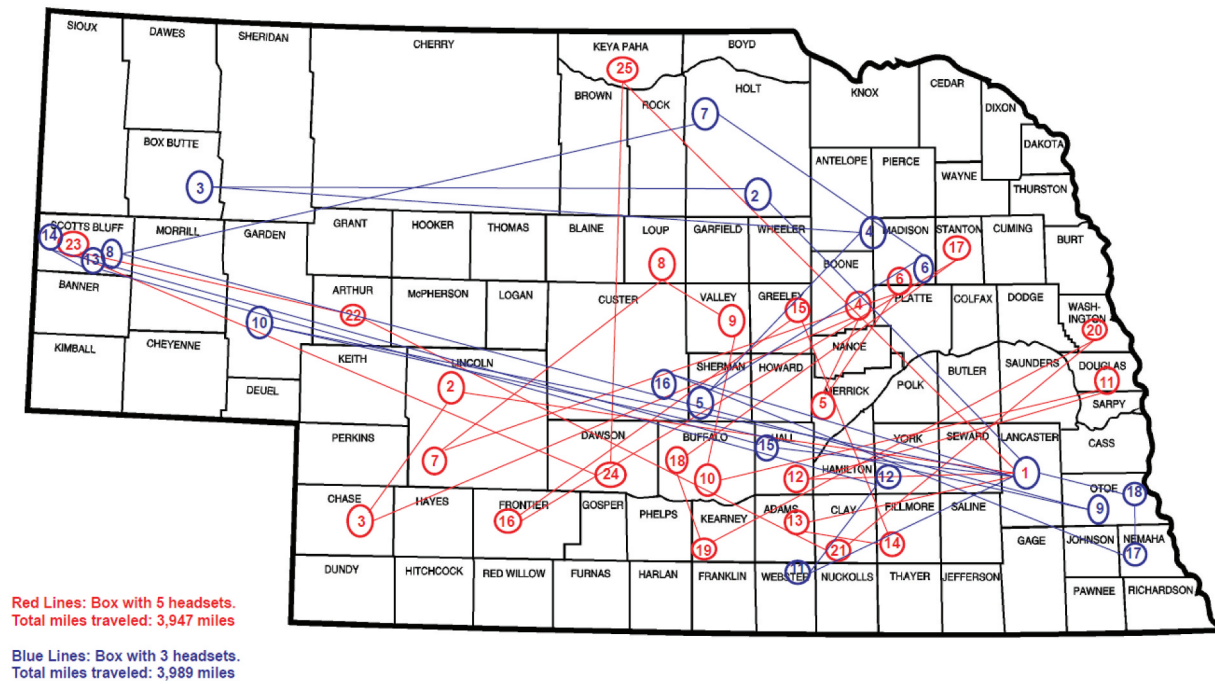 SIOUX
DAWES
SHERIDAN
CHERRY
KEYA PAHA
BOYD
25
HOLT
KNOX
CEDAR
DIXON
BROWN
ROCK
7
DAKOTA
BOX BUTTE
3
2
ANTELOPE
PIERCE
WAYNE
THURSTON
SCOTTS BLUFF
14
23
13
8
MORRILL
GARDEN
GRANT
HOOKER
THOMAS
BLAINE
LOUP
GARFIELD
WHEELER
4
MADISON
STANTON
17
CUMING
BURT
8
BOONE
6
6
BANNER
ARTHUR
22
McPHERSON
LOGAN
CUSTER
VALLEY
9
GREELEY
15
4
PLATTE
COLFAX
DODGE
WASH-
INGTON
20
10
KIMBALL
CHEYENNE
DEUEL
KEITH
LINCOLN
2
SHERMAN
16
5
HOWARD
NANCE
MERRICK
5
POLK
BUTLER
SAUNDERS
DOUGLAS
11
SARPY
PERKINS
7
DAWSON
24
BUFFALO
18
10
HALL
15
12
HAMILTON
YORK
12
SEWARD
LANCASTER
1
CASS
OTOE
18
9
CHASE
3
HAYES
FRONTIER
16
GOSPER
PHELPS
KEARNEY
19
ADAMS
13
CLAY
21
FILLMORE
14
SALINE
GAGE
JOHNSON
NEMAHA
17
DUNDY
HITCHCOCK
RED WILLOW
FURNAS
HARLAN
FRANKLIN
WEBSTER
11
NUCKOLLS
THAYER
JEFFERSON
PAWNEE
RICHARDSON
Red Lines: Box with 5 headsets.
Total miles traveled: 3,947 miles
Blue Lines: Box with 3 headsets.
Total miles traveled: 3,989 miles